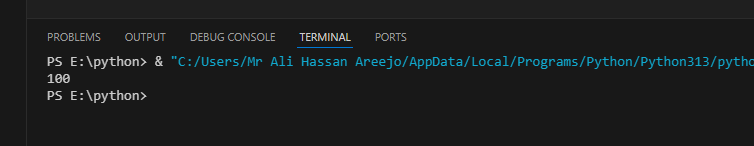 PROBLEMS OUTPUT DEBUG CONSOLE TERMINAL PORTS
PS E:\python> & "C:/Users/Mr Ali Hassan Areejo/AppData/Local/Programs/Python/Python313/pytho
100
PS E:\python>